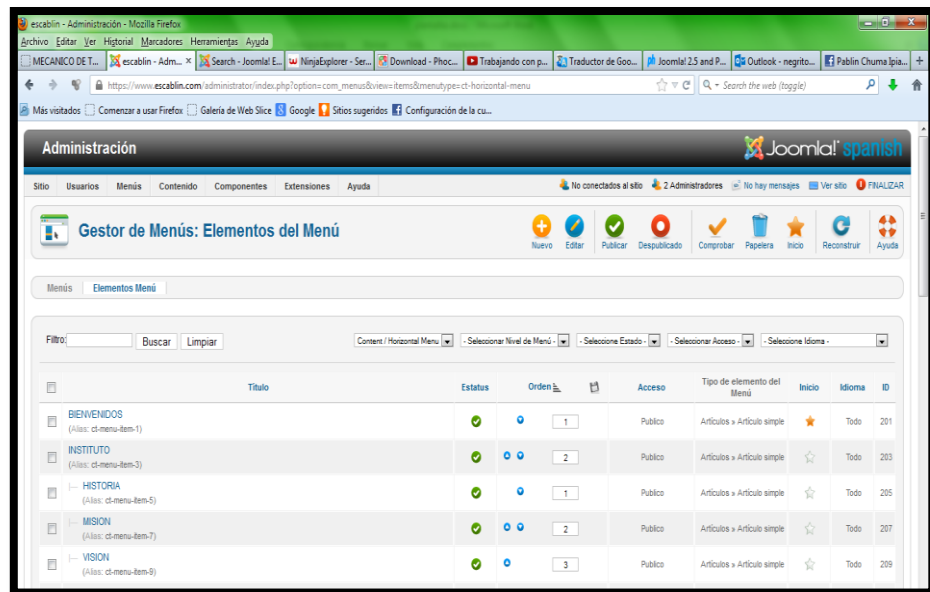 escablin - Administración - Mozilla Firefox
Archivo Editar Ver Historial Marcadores Herramientas Ayuda
MECANICO DE T... escablin - Adm... × Search - Joomla! E... NinjaExplorer - Ser... Download - Phoc... Trabajando con p... Traductor de Goo... Joomla! 2.5 and P... Outlook - negrito... Pablin Chuma Ipia... +
https://www.escablin.com/administrator/index.php?option=com_menus&view=items&menutype=ct-horizontal-menu Search the web (toggle)
Más visitados Comenzar a usar Firefox Galería de Web Slice Google Sitios sugeridos Configuración de la cu...
Administración Joomla! spanish
Sitio Usuarios Menús Contenido Componentes Extensiones Ayuda No conectados al sitio 2 Administradores No hay mensajes Ver sitio FINALIZAR
Gestor de Menús: Elementos del Menú
Nuevo Editar Publicar Despublicado Comprobar Papelera Inicio Reconstruir Ayuda
Menús Elementos Menú
Filtro: Buscar Limpiar Content / Horizontal Menu - Seleccionar Nivel de Menú - - Seleccione Estado - - Seleccionar Acceso - - Seleccione Idioma -
Título Estatus Orden Acceso Tipo de elemento del Menú Inicio Idioma ID
BIENVENIDOS
(Alias: ct-menu-item-1) 1 Publico Artículos » Artículo simple Todo 201
INSTITUTO
(Alias: ct-menu-item-3) 2 Publico Artículos » Artículo simple Todo 203
HISTORIA
(Alias: ct-menu-item-5) 1 Publico Artículos » Artículo simple Todo 205
MISION
(Alias: ct-menu-item-7) 2 Publico Artículos » Artículo simple Todo 207
VISION
(Alias: ct-menu-item-9) 3 Publico Artículos » Artículo simple Todo 209